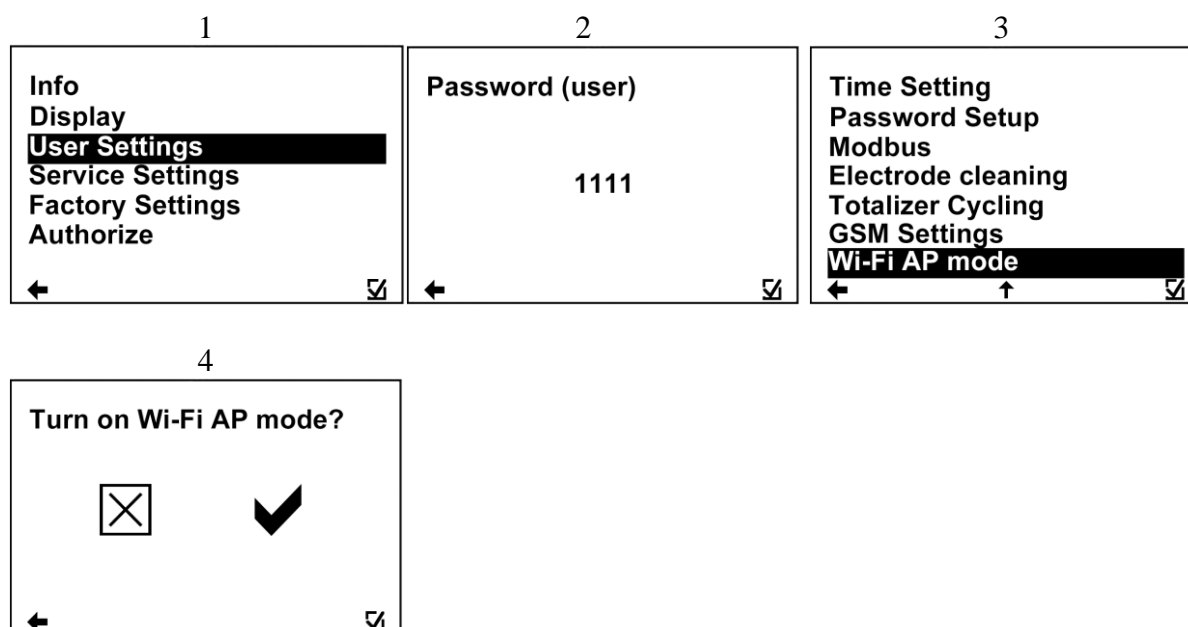 1
Info
Display
User Settings
Service Settings
Factory Settings
Authorize
2
Password (user)
1111
3
Time Setting
Password Setup
Modbus
Electrode cleaning
Totalizer Cycling
GSM Settings
Wi-Fi AP mode
4
Turn on Wi-Fi AP mode?